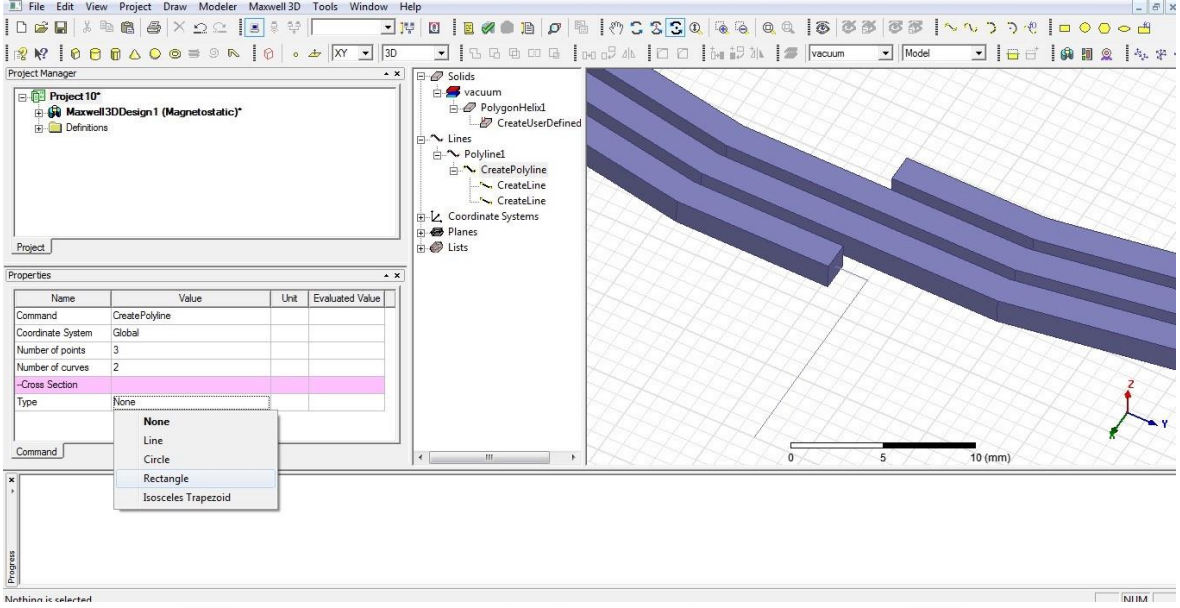 File Edit View Project Draw Modeler Maxwell 3D Tools Window Help
XY 3D vacuum Model
Project Manager
Project10*
Maxwell3DDesign1 (Magnetostatic)*
Definitions
Project
Properties
Name Value Unit Evaluated Value
Command CreatePolyline
Coordinate System Global
Number of points 3
Number of curves 2
--Cross Section
Type None
None
Line
Circle
Rectangle
Isosceles Trapezoid
Command
Solids
vacuum
PolygonHelix1
CreateUserDefined
Lines
Polyline1
CreatePolyline
CreateLine
CreateLine
Coordinate Systems
Planes
Lists
Z
Y
0 5 10 (mm)
Progress
Nothing is selected
NUM